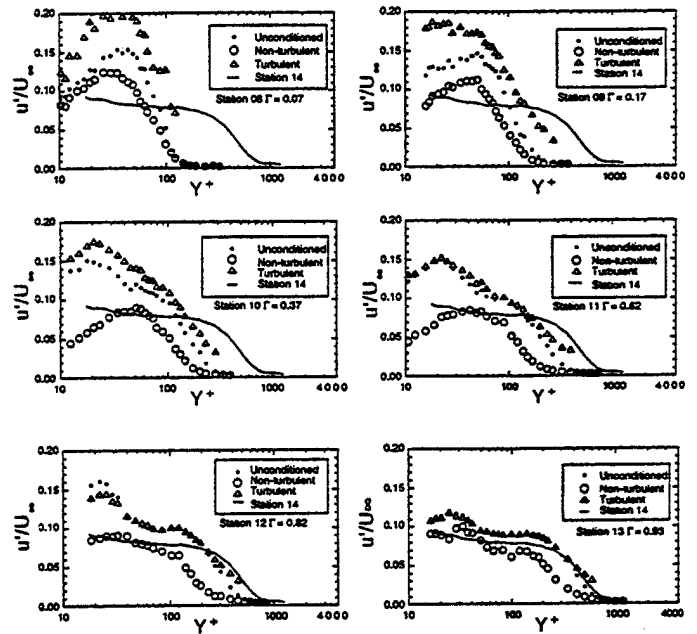 0.20
0.15
0.10
0.05
0.00
u'/U∞
Unconditioned
Non-turbulent
Turbulent
Station 14
Station 08 Γ = 0.07
10 100 1000 4000
Y+
0.20
0.15
0.10
0.05
0.00
u'/U∞
Unconditioned
Non-turbulent
Turbulent
Station 14
Station 09 Γ = 0.17
10 100 1000 4000
Y+
0.20
0.15
0.10
0.05
0.00
u'/U∞
Unconditioned
Non-turbulent
Turbulent
Station 14
Station 10 Γ = 0.37
10 100 1000 4000
Y+
0.20
0.15
0.10
0.05
0.00
u'/U∞
Unconditioned
Non-turbulent
Turbulent
Station 14
Station 11 Γ = 0.62
10 100 1000 4000
Y+
0.20
0.15
0.10
0.05
0.00
u'/U∞
Unconditioned
Non-turbulent
Turbulent
Station 14
Station 12 Γ = 0.82
10 100 1000 4000
Y+
0.20
0.15
0.10
0.05
0.00
u'/U∞
Unconditioned
Non-turbulent
Turbulent
Station 14
Station 13 Γ = 0.93
10 100 1000 4000
Y+